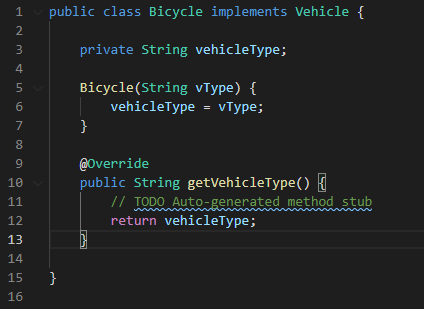 1 public class Bicycle implements Vehicle {
2
3 private String vehicleType;
4
5 Bicycle(String vType) {
6 vehicleType = vType;
7 }
8
9 @Override
10 public String getVehicleType() {
11 // TODO Auto-generated method stub
12 return vehicleType;
13 }
14
15 }
16